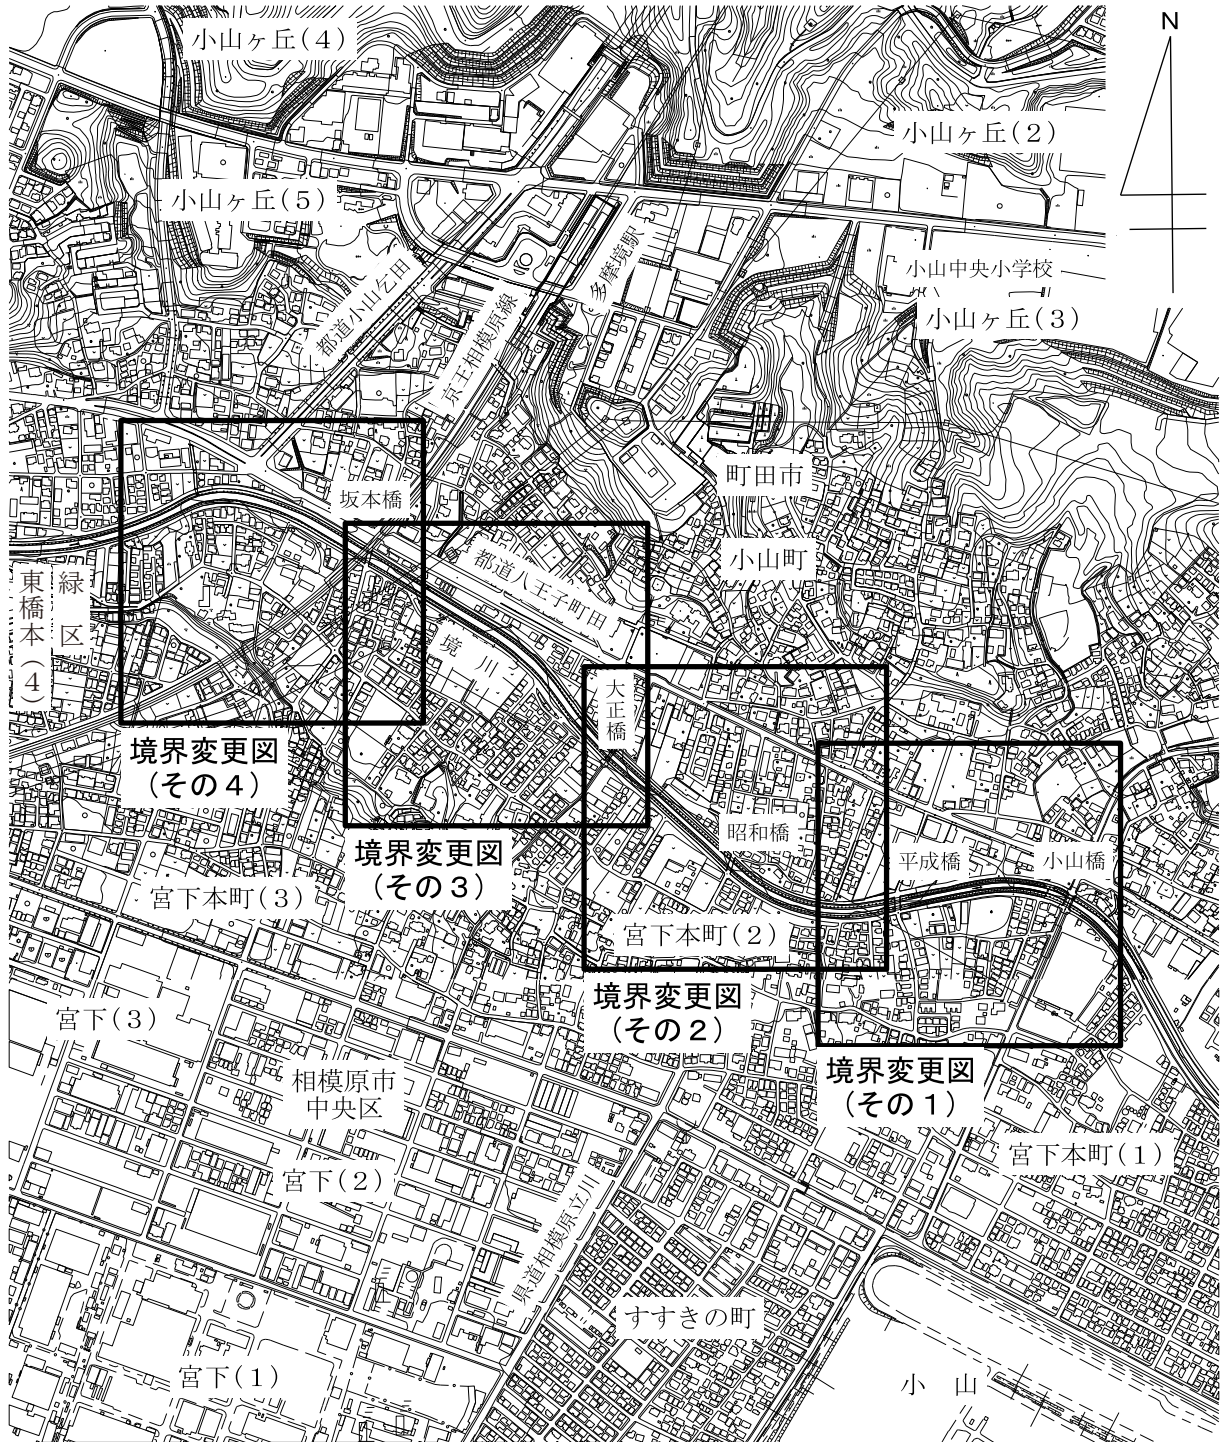 小山ヶ丘(4)
N
小山ヶ丘(2)
小山ヶ丘(5)
多摩境駅
小山中央小学校
都道小山乞田
京王相模原線
小山ヶ丘(3)
町田市
坂本橋
都道八王子町田
小山町
緑区
東橋本(4)
境川
大正橋
境界変更図
(その4)
昭和橋
平成橋
小山橋
境界変更図
(その3)
宮下本町(3)
宮下本町(2)
境界変更図
(その2)
宮下(3)
境界変更図
(その1)
相模原市
中央区
宮下本町(1)
宮下(2)
県道相模原立川
すすきの町
宮下(1)
小山